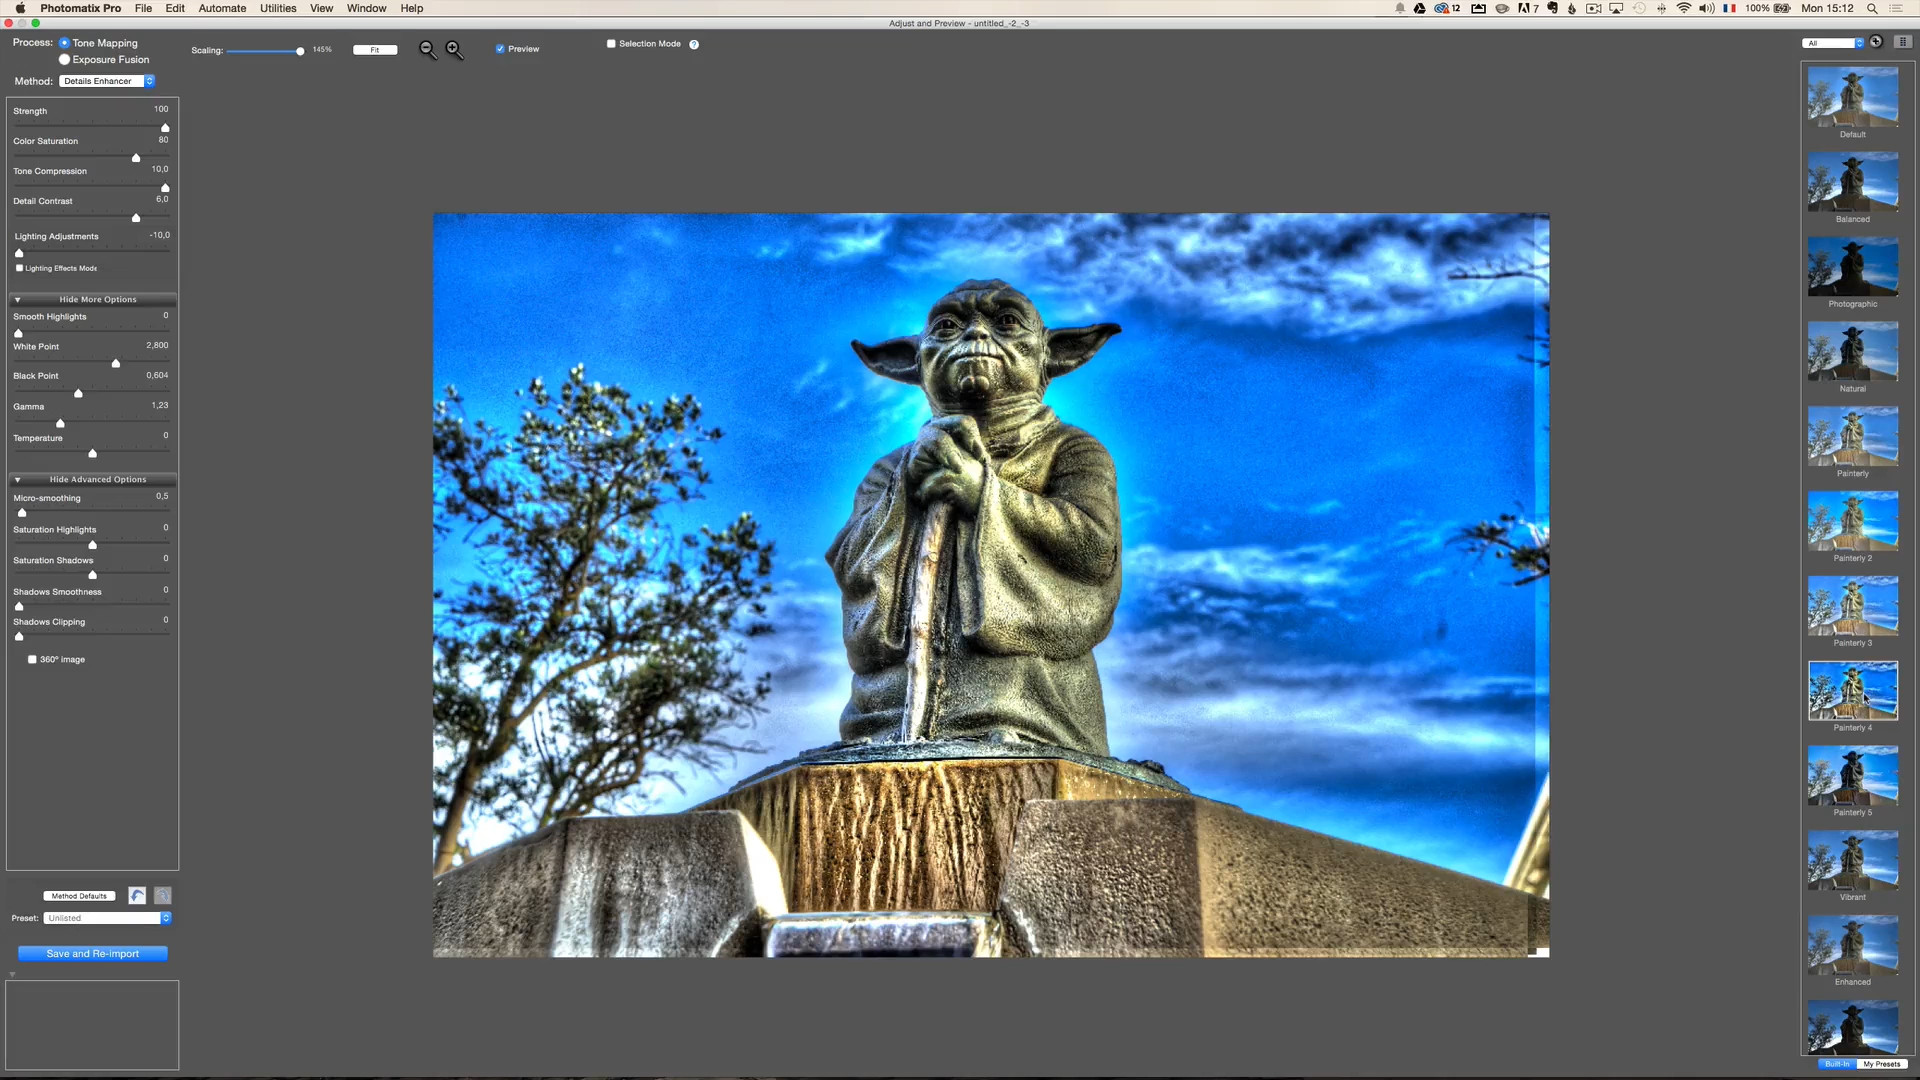 Photomatix Pro File Edit Automate Utilities View Window Help 12 7 100% Mon 15:12
Adjust and Preview - untitled_-2_-3
Process: Tone Mapping
Exposure Fusion
Method: Details Enhancer
Scaling: 145% Fit Preview Selection Mode ?
All
Strength 100
Color Saturation 80
Tone Compression 10,0
Detail Contrast 6,0
Lighting Adjustments -10,0
Lighting Effects Mode
Hide More Options
Smooth Highlights 0
White Point 2,800
Black Point 0,604
Gamma 1,23
Temperature 0
Hide Advanced Options
Micro-smoothing 0,5
Saturation Highlights 0
Saturation Shadows 0
Shadows Smoothness 0
Shadows Clipping 0
360º image
Method Defaults
Preset: Unlisted
Save and Re-Import
Default
Balanced
Photographic
Natural
Painterly
Painterly 2
Painterly 3
Painterly 4
Painterly 5
Vibrant
Enhanced
Built-In My Presets